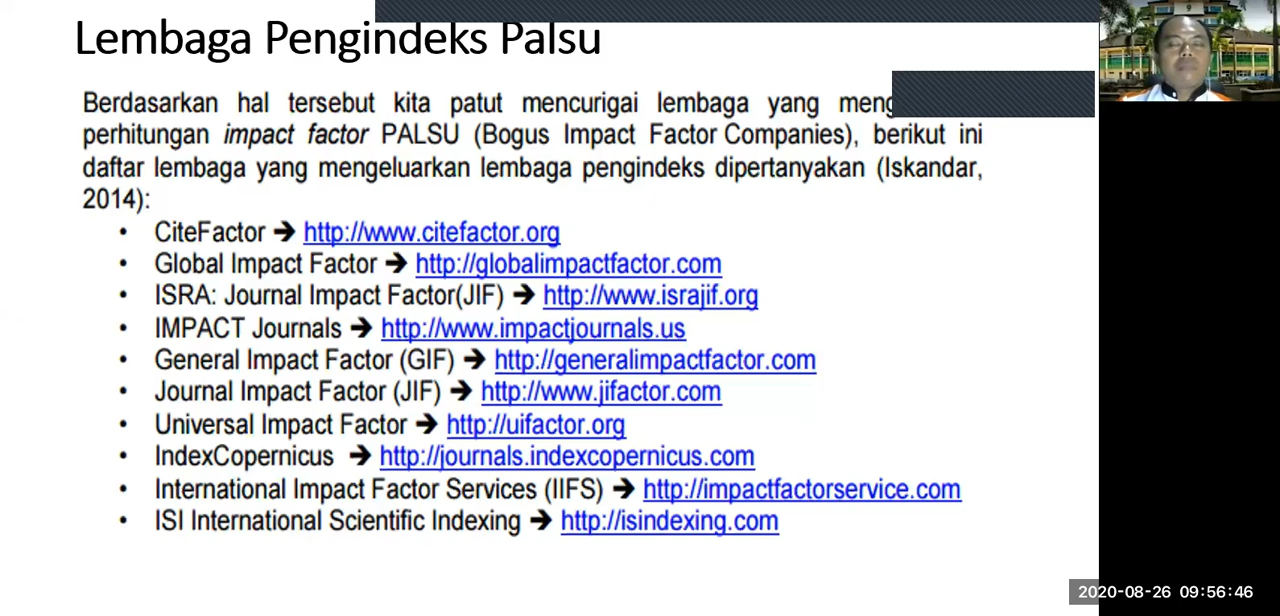 Lembaga Pengindeks Palsu
Berdasarkan hal tersebut kita patut mencurigai lembaga yang
perhitungan impact factor PALSU (Bogus Impact Factor Companies), berikut ini
daftar lembaga yang mengeluarkan lembaga pengindeks dipertanyakan (Iskandar,
2014):
• CiteFactor ➔ http://www.citefactor.org
• Global Impact Factor ➔ http://globalimpactfactor.com
• ISRA: Journal Impact Factor(JIF) ➔ http://www.israjif.org
• IMPACT Journals ➔ http://www.impactjournals.us
• General Impact Factor (GIF) ➔ http://generalimpactfactor.com
• Journal Impact Factor (JIF) ➔ http://www.jifactor.com
• Universal Impact Factor ➔ http://uifactor.org
• IndexCopernicus ➔ http://journals.indexcopernicus.com
• International Impact Factor Services (IIFS) ➔ http://impactfactorservice.com
• ISI International Scientific Indexing ➔ http://isindexing.com
2020-08-26 09:56:46